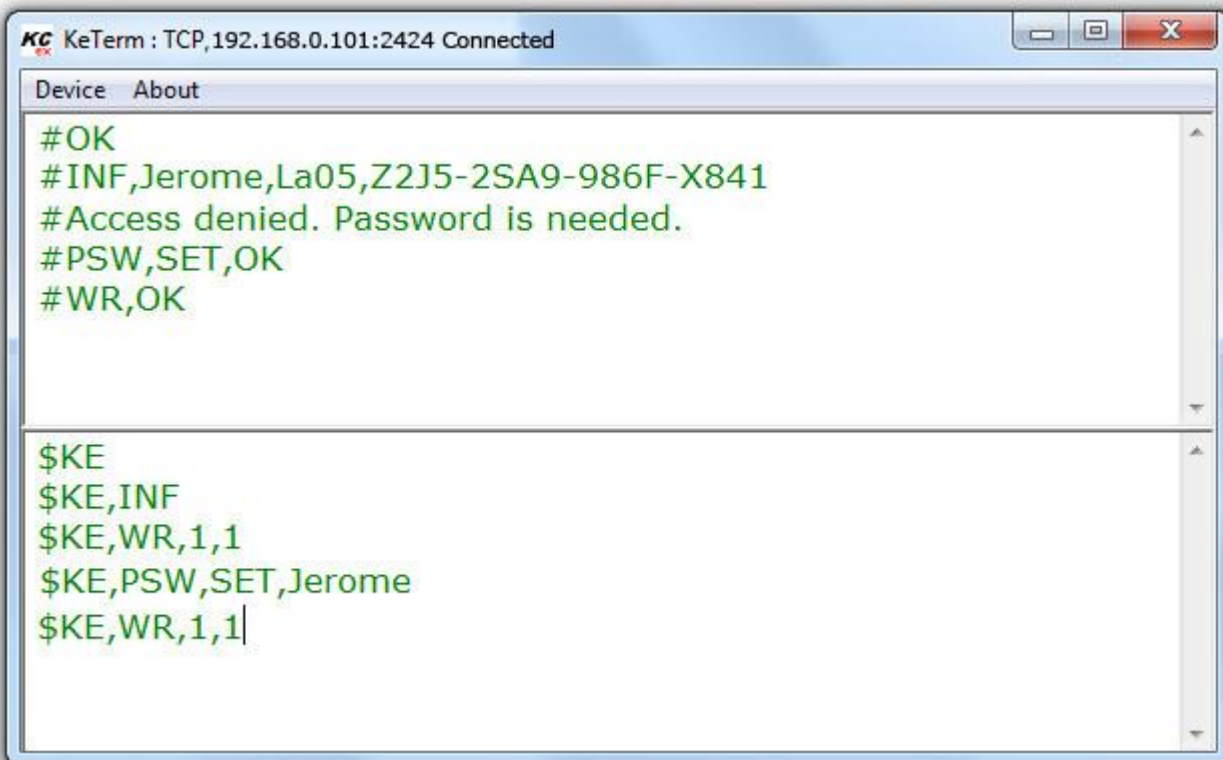 KC ex KeTerm : TCP,192.168.0.101:2424 Connected
Device About
#OK
#INF,Jerome,La05,Z2J5-2SA9-986F-X841
#Access denied. Password is needed.
#PSW,SET,OK
#WR,OK
$KE
$KE,INF
$KE,WR,1,1
$KE,PSW,SET,Jerome
$KE,WR,1,1